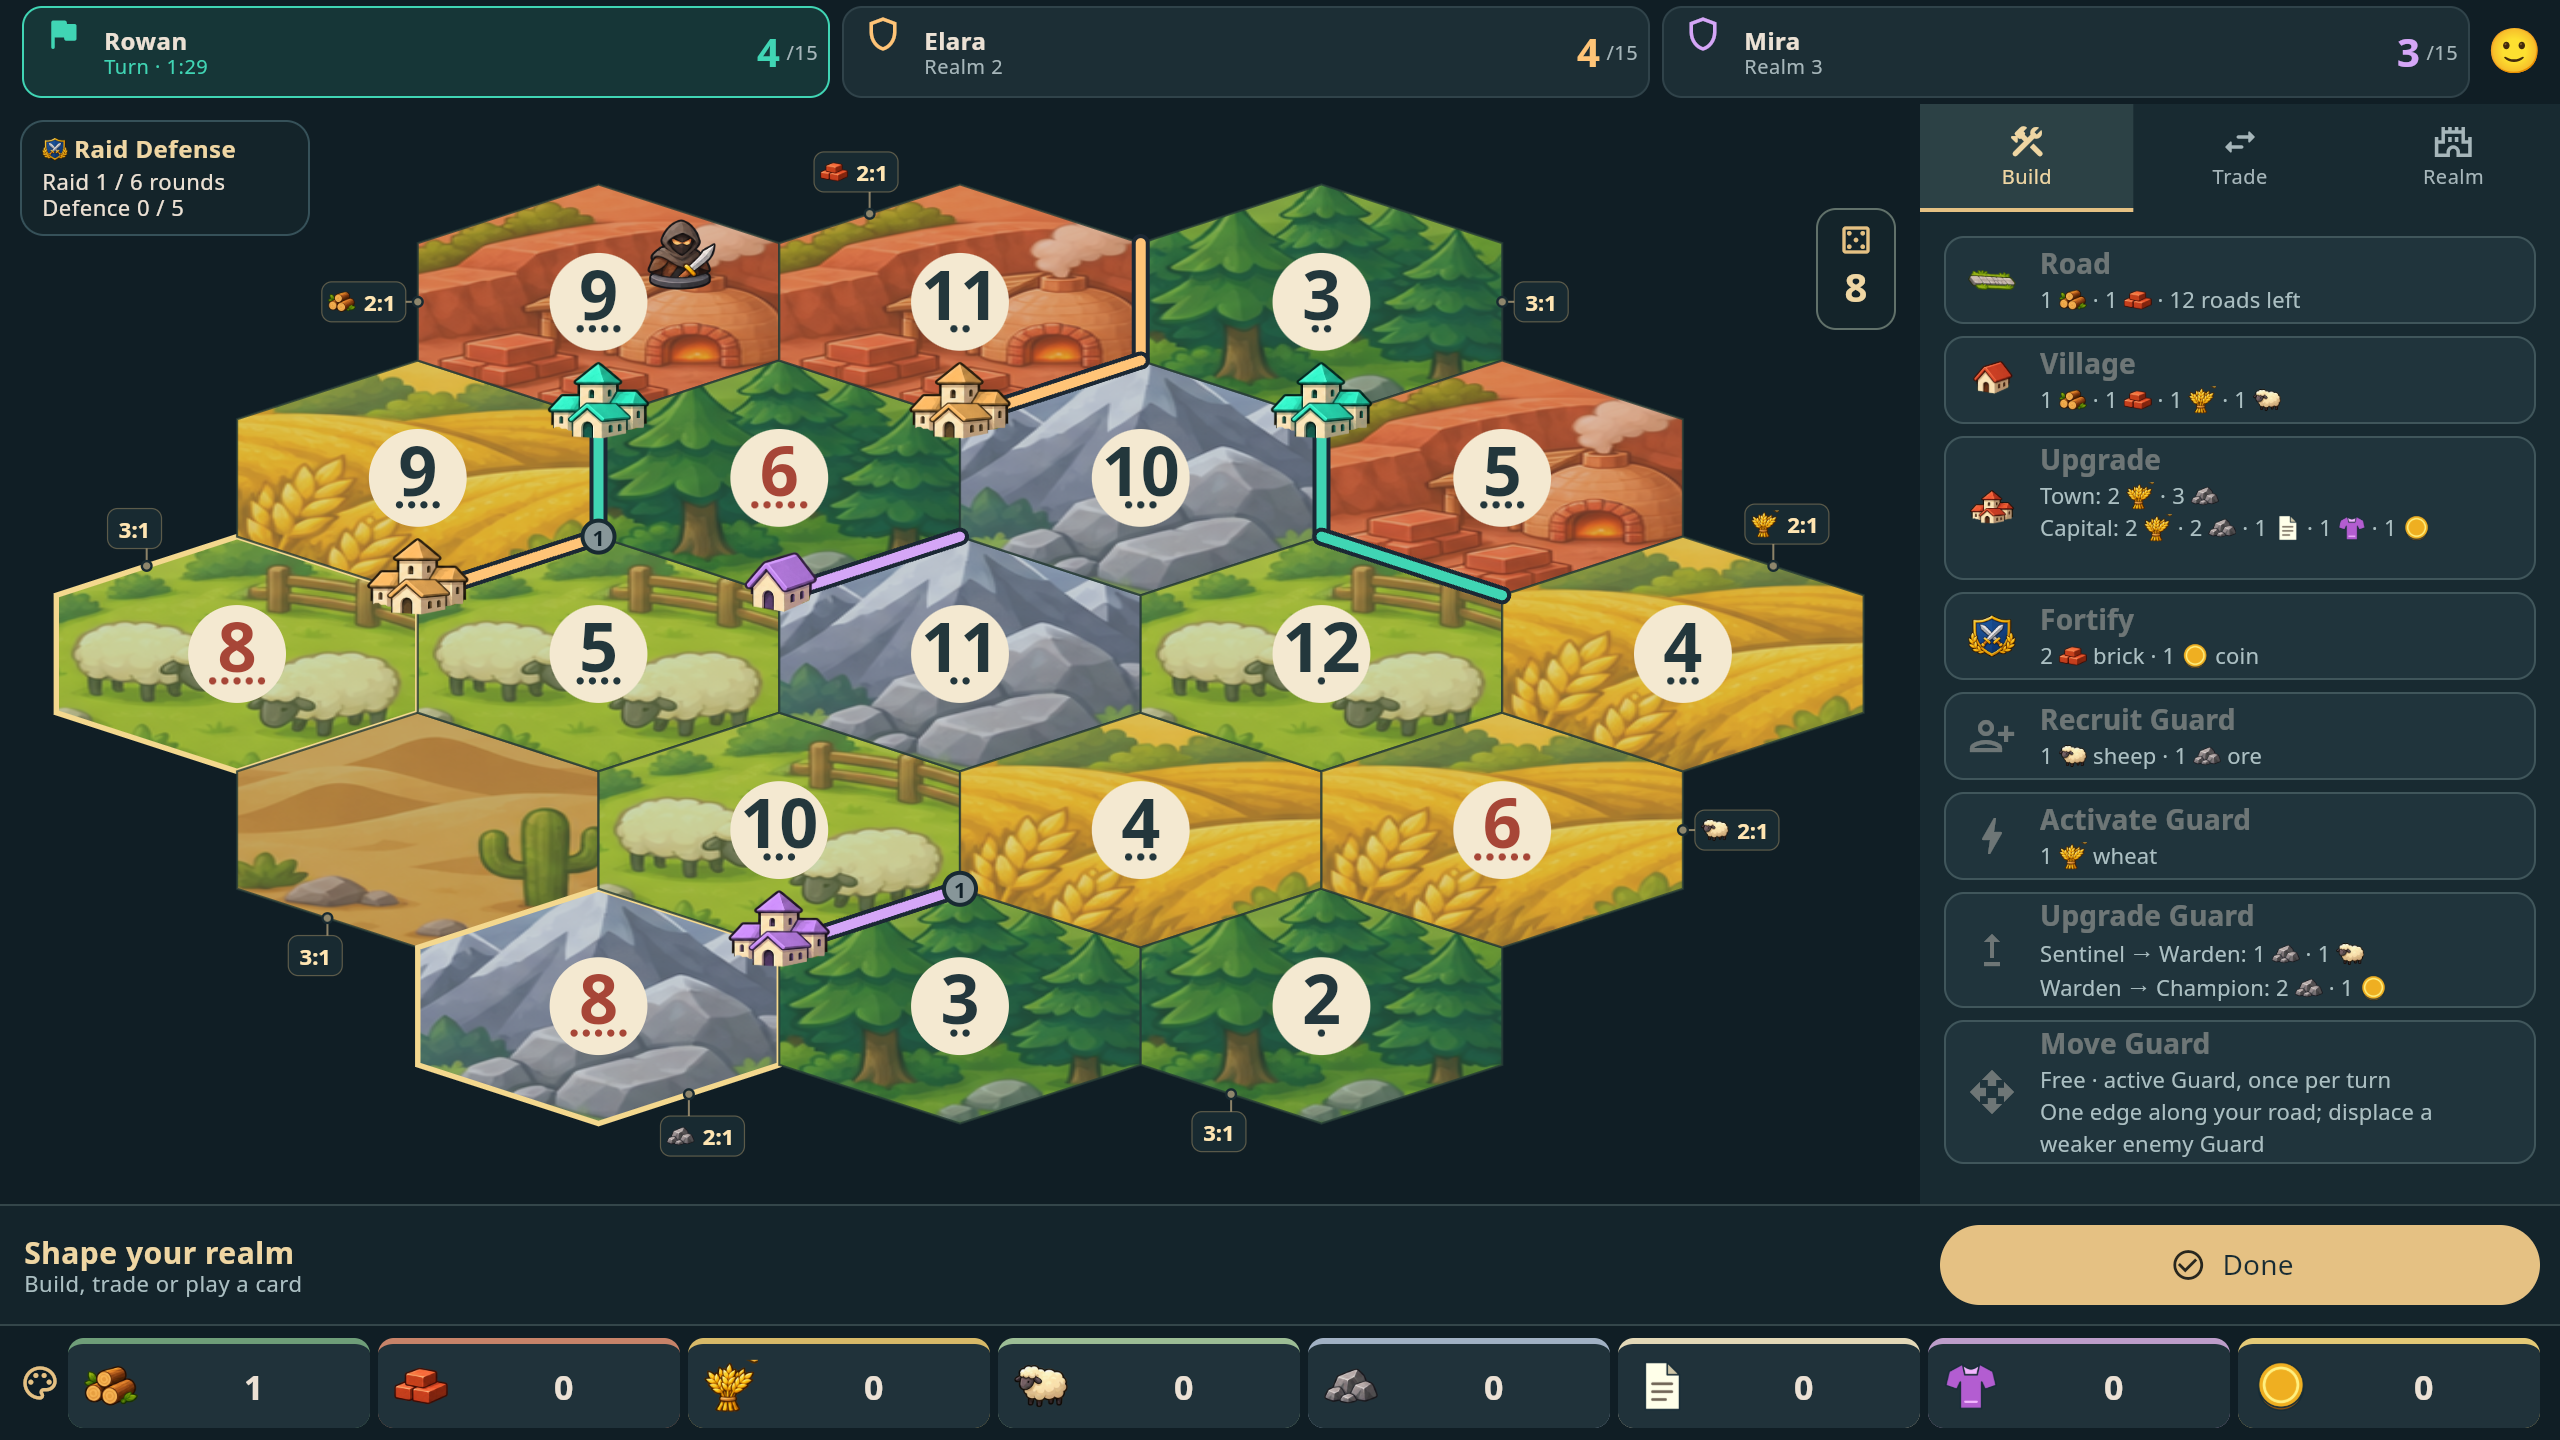 Rowan
Turn · 1:29
4 /15
Elara
Realm 2
4 /15
Mira
Realm 3
3 /15
Raid Defense
Raid 1 / 6 rounds
Defence 0 / 5
2:1
2:1
3:1
9
11
3
8
3:1
9
6
10
5
2:1
1
8
5
11
12
4
10
4
6
2:1
1
3:1
8
3
2
2:1
3:1
Build
Trade
Realm
Road
1 · 1 · 12 roads left
Village
1 · 1 · 1 · 1
Upgrade
Town: 2 · 3
Capital: 2 · 2 · 1 · 1 · 1
Fortify
2 brick · 1 coin
Recruit Guard
1 sheep · 1 ore
Activate Guard
1 wheat
Upgrade Guard
Sentinel → Warden: 1 · 1
Warden → Champion: 2 · 1
Move Guard
Free · active Guard, once per turn
One edge along your road; displace a
weaker enemy Guard
Shape your realm
Build, trade or play a card
Done
1
0
0
0
0
0
0
0